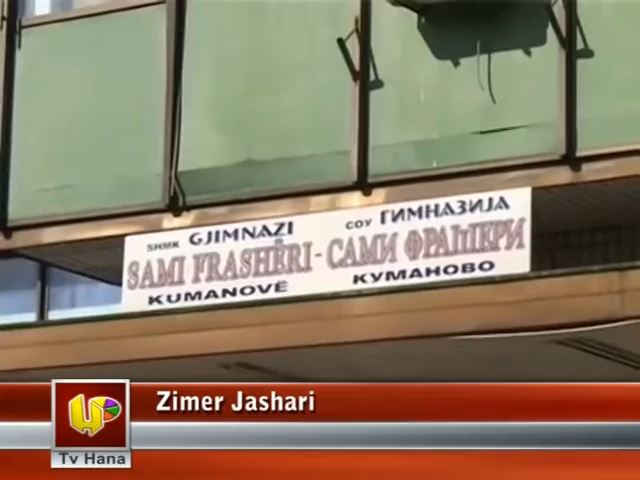 SHMK GJIMNAZI
SAMI FRASHËRI - САМИ ФРАШЕРИ
KUMANOVË
СОУ ГИМНАЗИЈА
КУМАНОВО
Zimer Jashari
Tv Hana